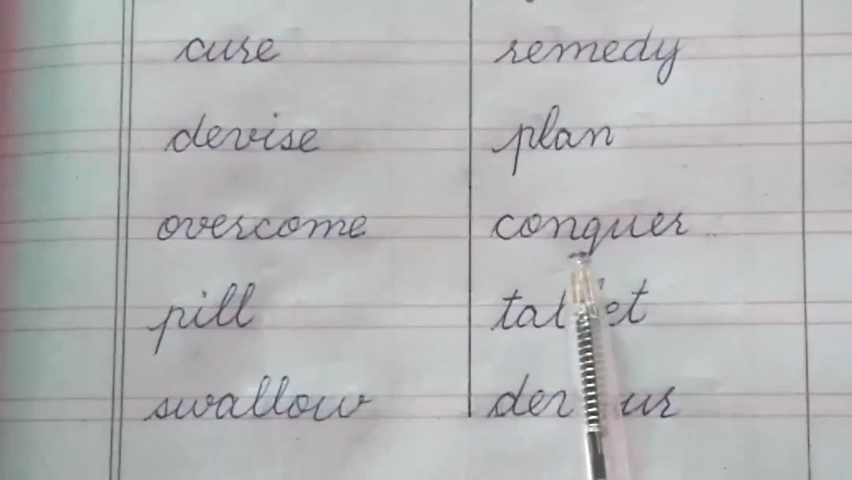 cure remedy
devise plan
overcome conquer
pill
swallow